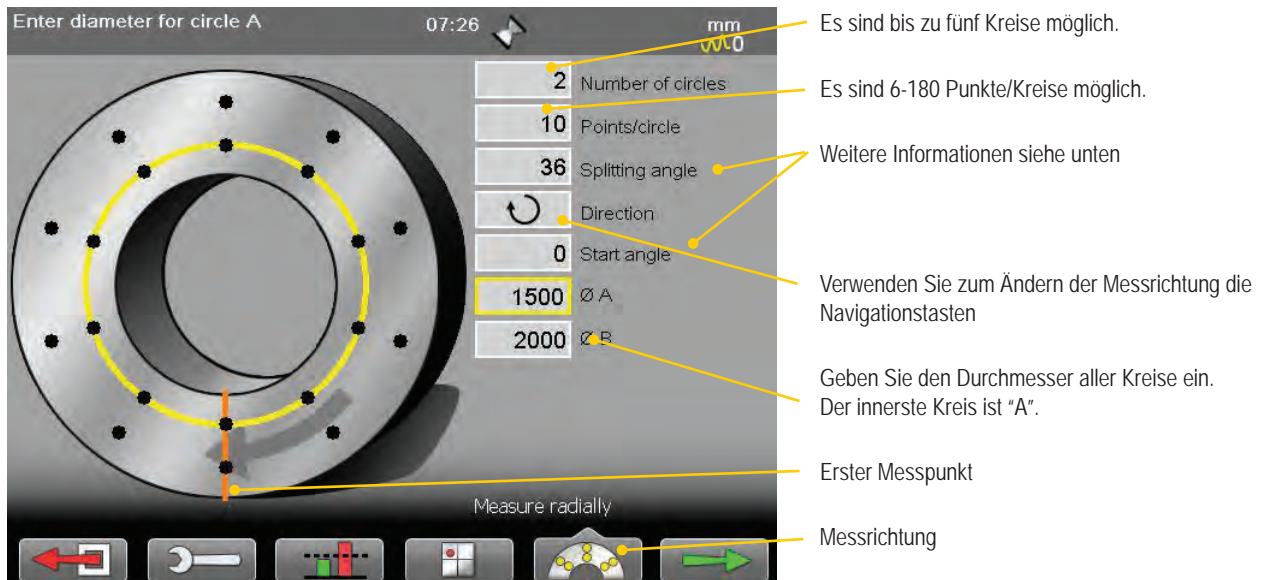 Enter diameter for circle A
07:26
mm
0
2 Number of circles
10 Points/circle
36 Splitting angle
Direction
0 Start angle
1500 Ø A
2000 Ø B
Measure radially
Es sind bis zu fünf Kreise möglich.
Es sind 6-180 Punkte/Kreise möglich.
Weitere Informationen siehe unten
Verwenden Sie zum Ändern der Messrichtung die
Navigationstasten
Geben Sie den Durchmesser aller Kreise ein.
Der innerste Kreis ist “A”.
Erster Messpunkt
Messrichtung